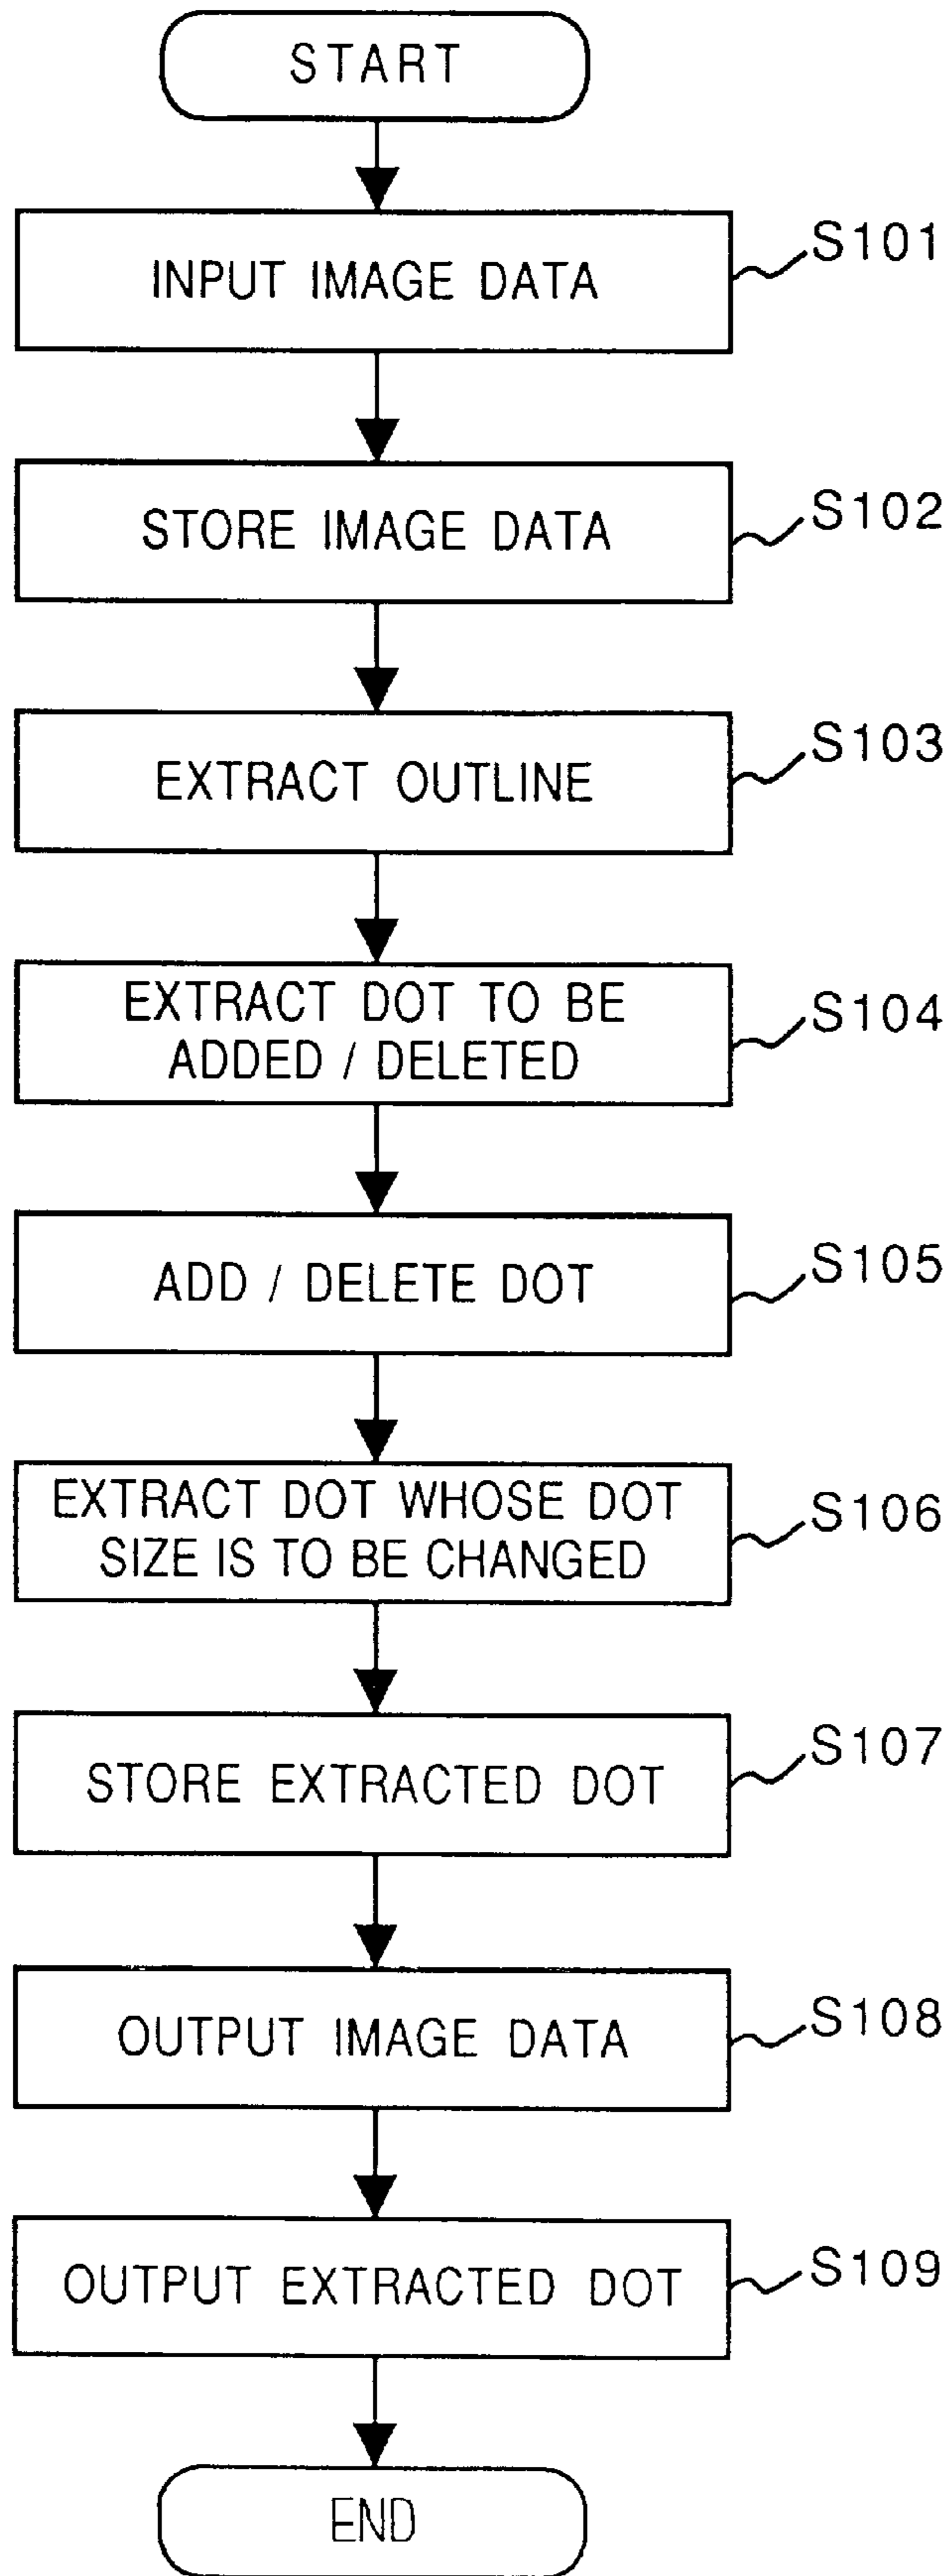 START
INPUT IMAGE DATA
S101
STORE IMAGE DATA
S102
EXTRACT OUTLINE
S103
EXTRACT DOT TO BE
ADDED / DELETED
S104
ADD / DELETE DOT
S105
EXTRACT DOT WHOSE DOT
SIZE IS TO BE CHANGED
S106
STORE EXTRACTED DOT
S107
OUTPUT IMAGE DATA
S108
OUTPUT EXTRACTED DOT
S109
END